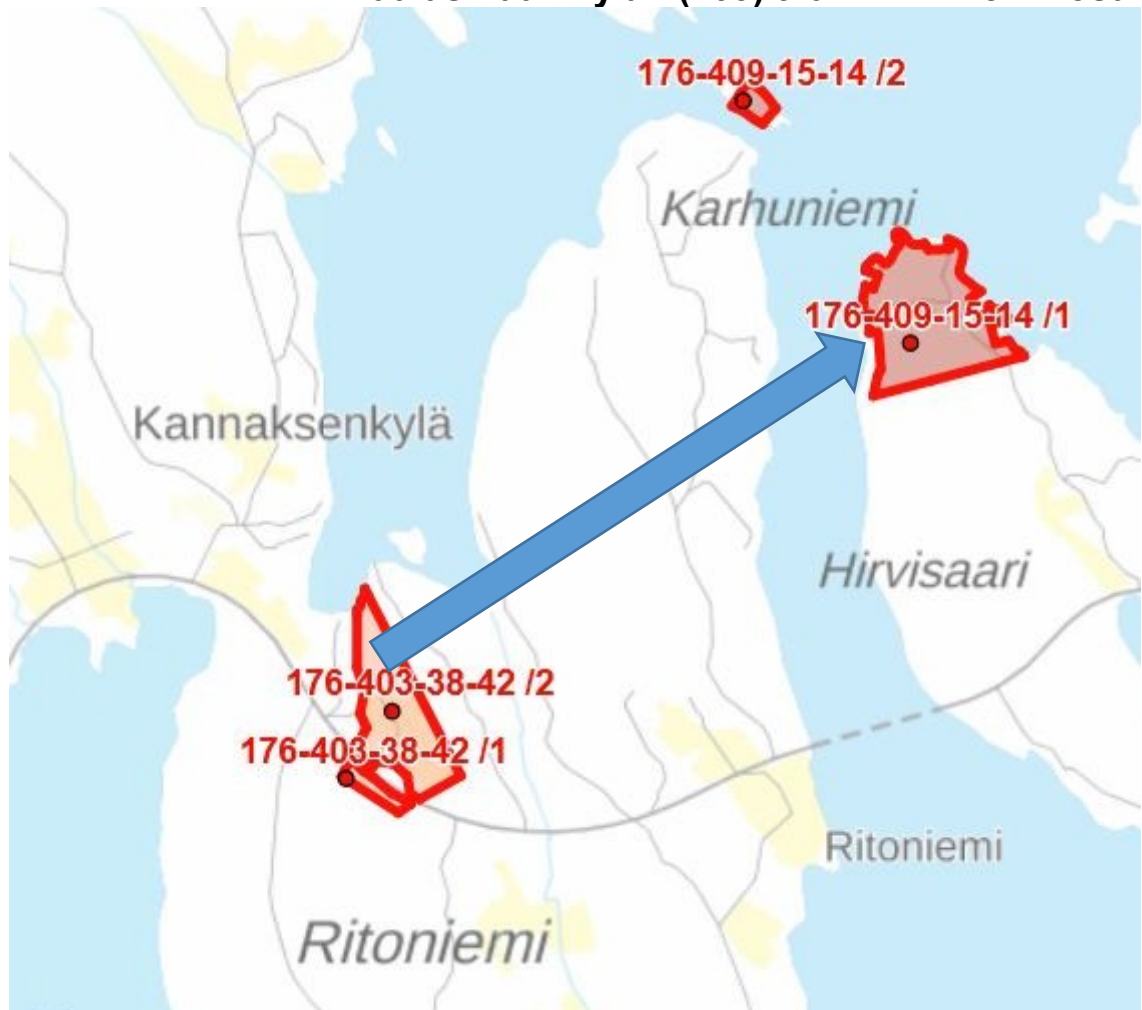 176-409-15-14 /2
Karhuniemi
176-409-15-14 /1
Kannaksenkylä
Hirvisaari
176-403-38-42 /2
176-403-38-42 /1
Ritoniemi
Ritoniemi